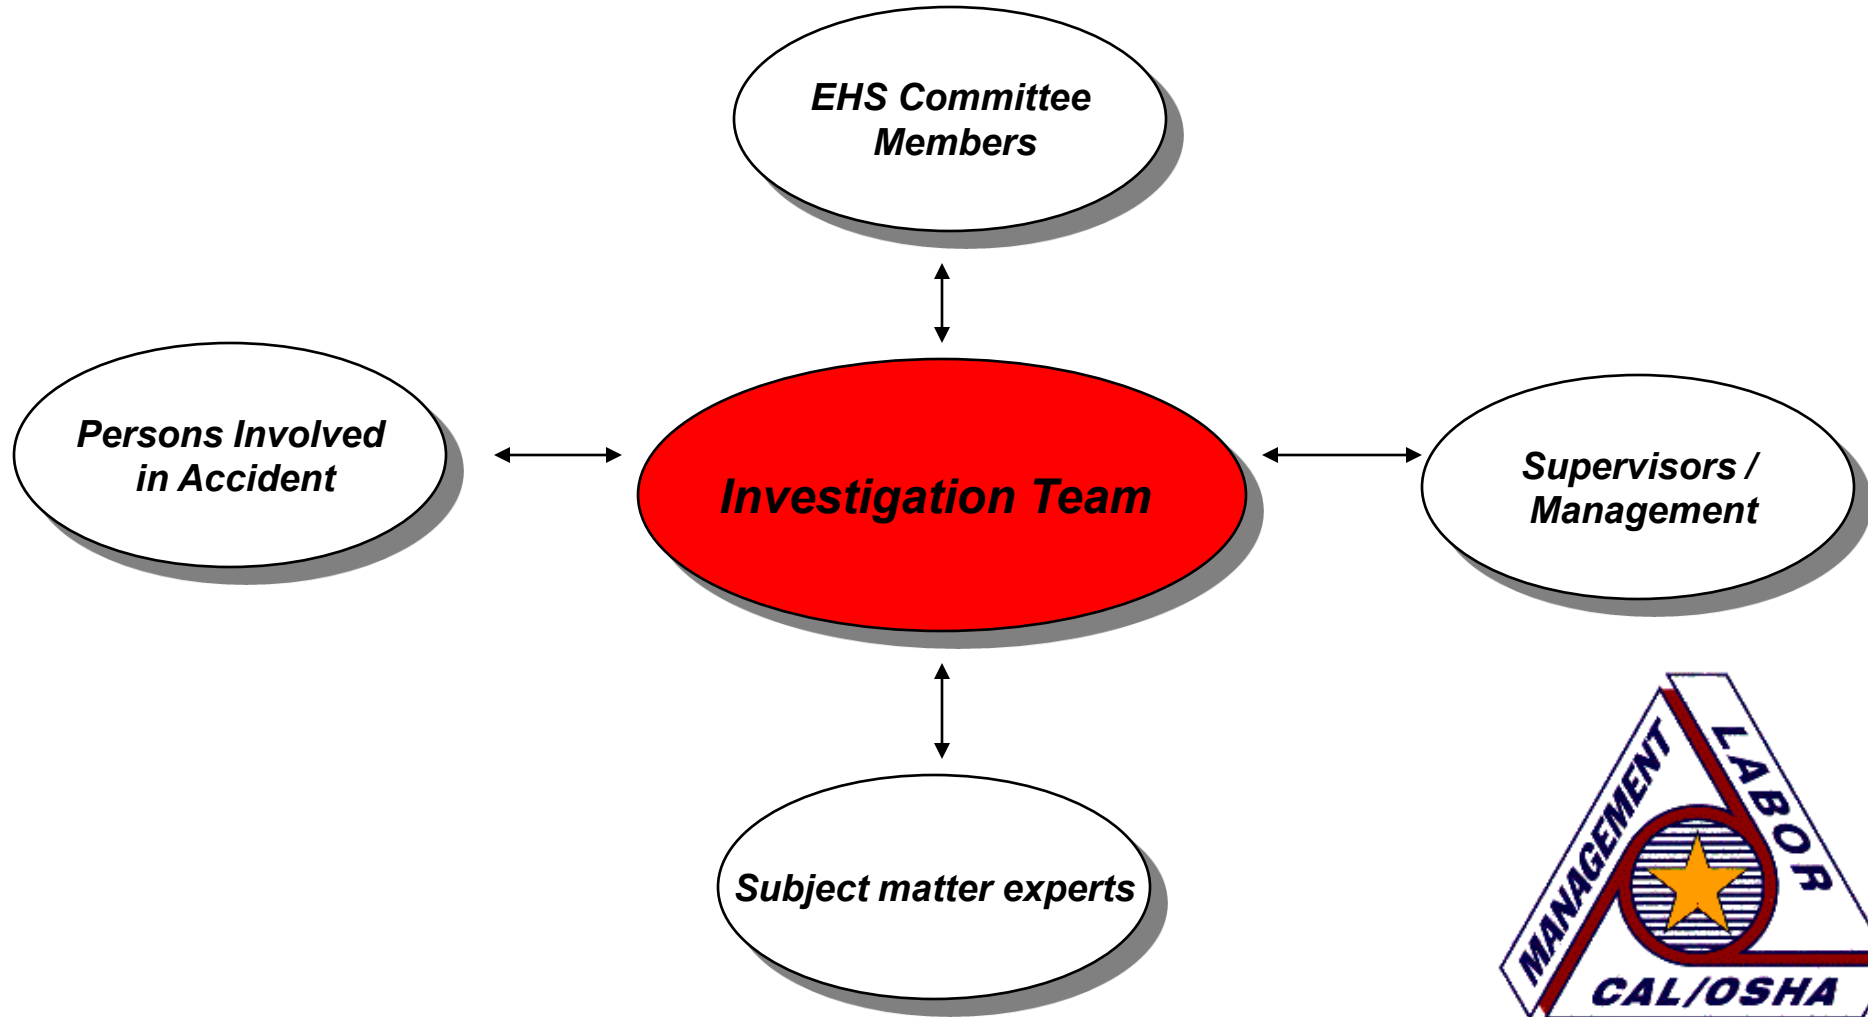 EHS Committee
Members
Persons Involved
in Accident
Investigation Team
Supervisors /
Management
Subject matter experts
MANAGEMENT
LABOR
CAL/OSHA